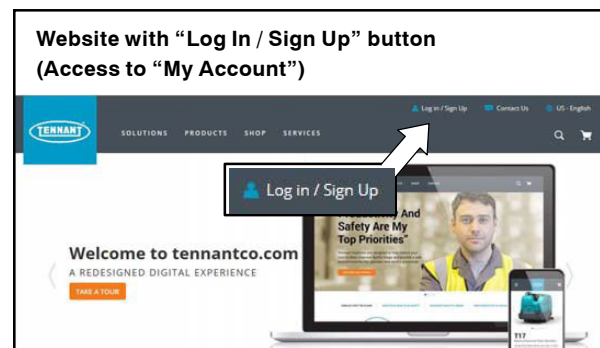 Website with “Log In / Sign Up” button
(Access to “My Account”)
Log in / Sign Up
Contact Us
US - English
TENNANT
SOLUTIONS
PRODUCTS
SHOP
SERVICES
Log in / Sign Up
And
Safety Are My
Top Priorities”
Welcome to tennantco.com
A REDESIGNED DIGITAL EXPERIENCE
TAKE A TOUR
T17